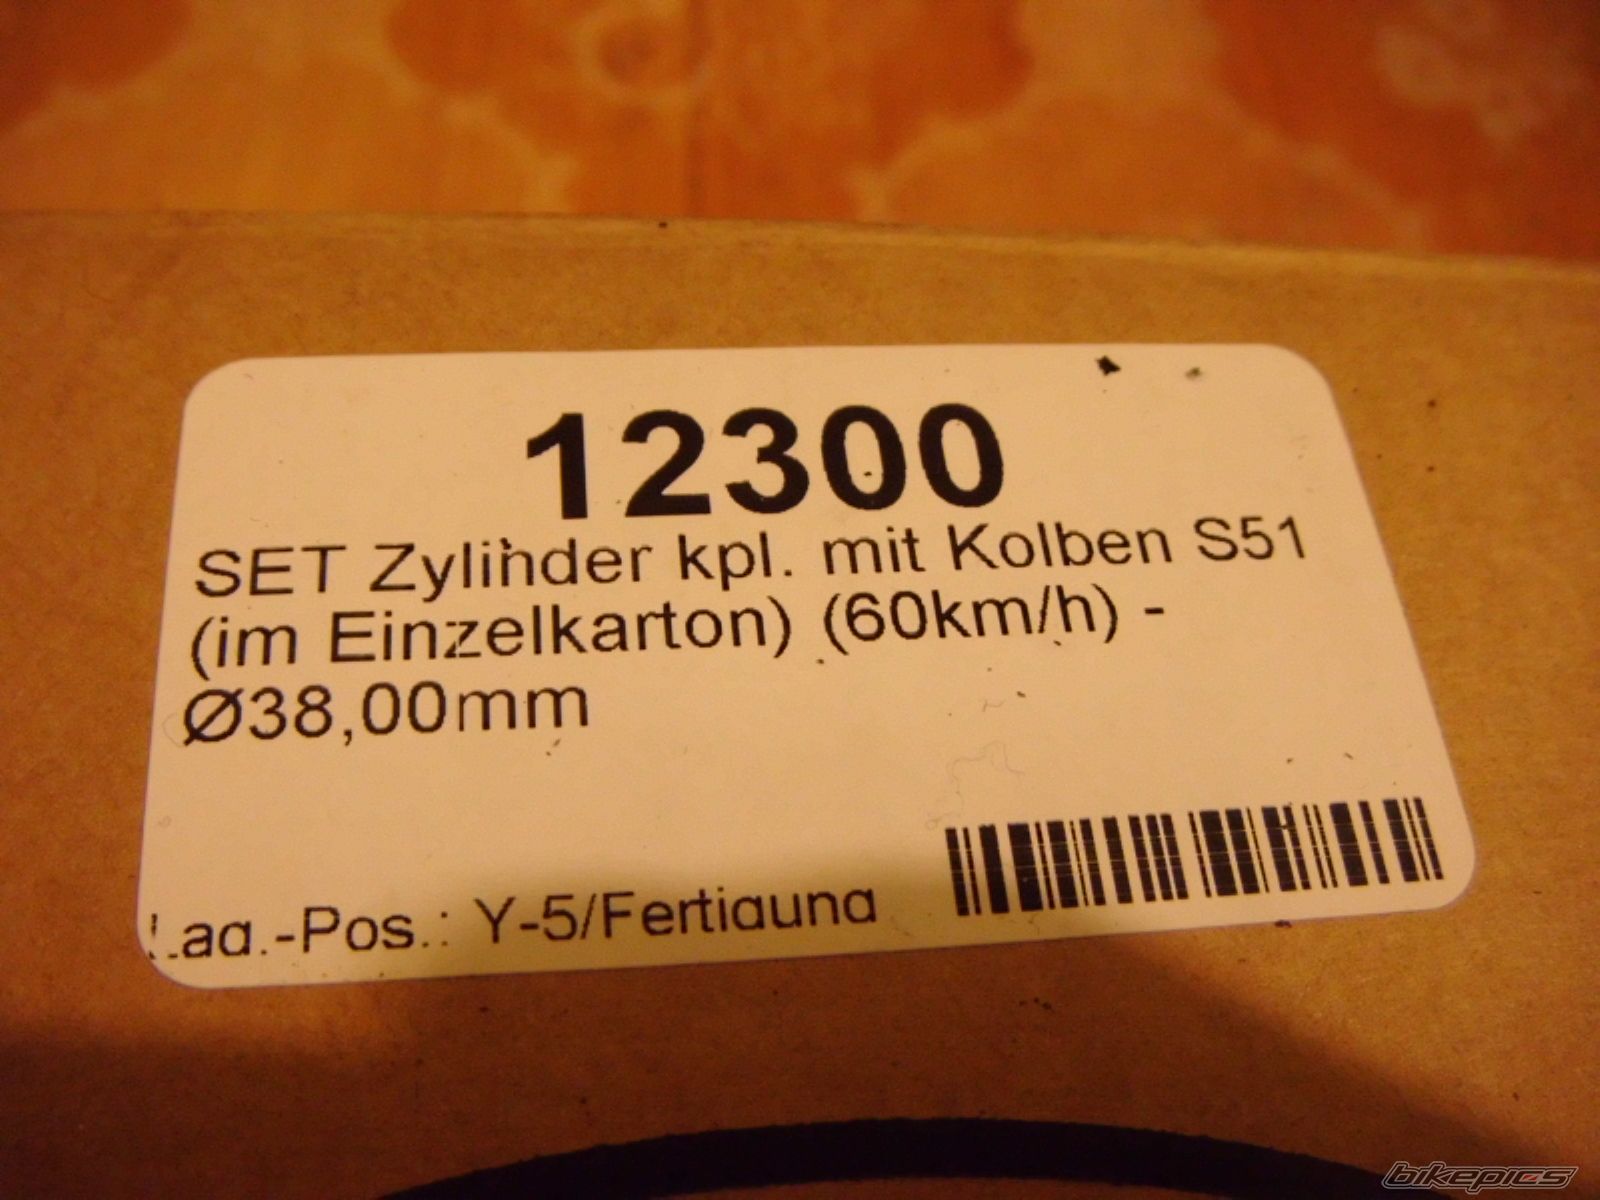 12300
SET Zylinder kpl. mit Kolben S51
(im Einzelkarton) (60km/h) -
Ø38,00mm
Lag.-Pos.: Y-5/Fertigung
bikepics